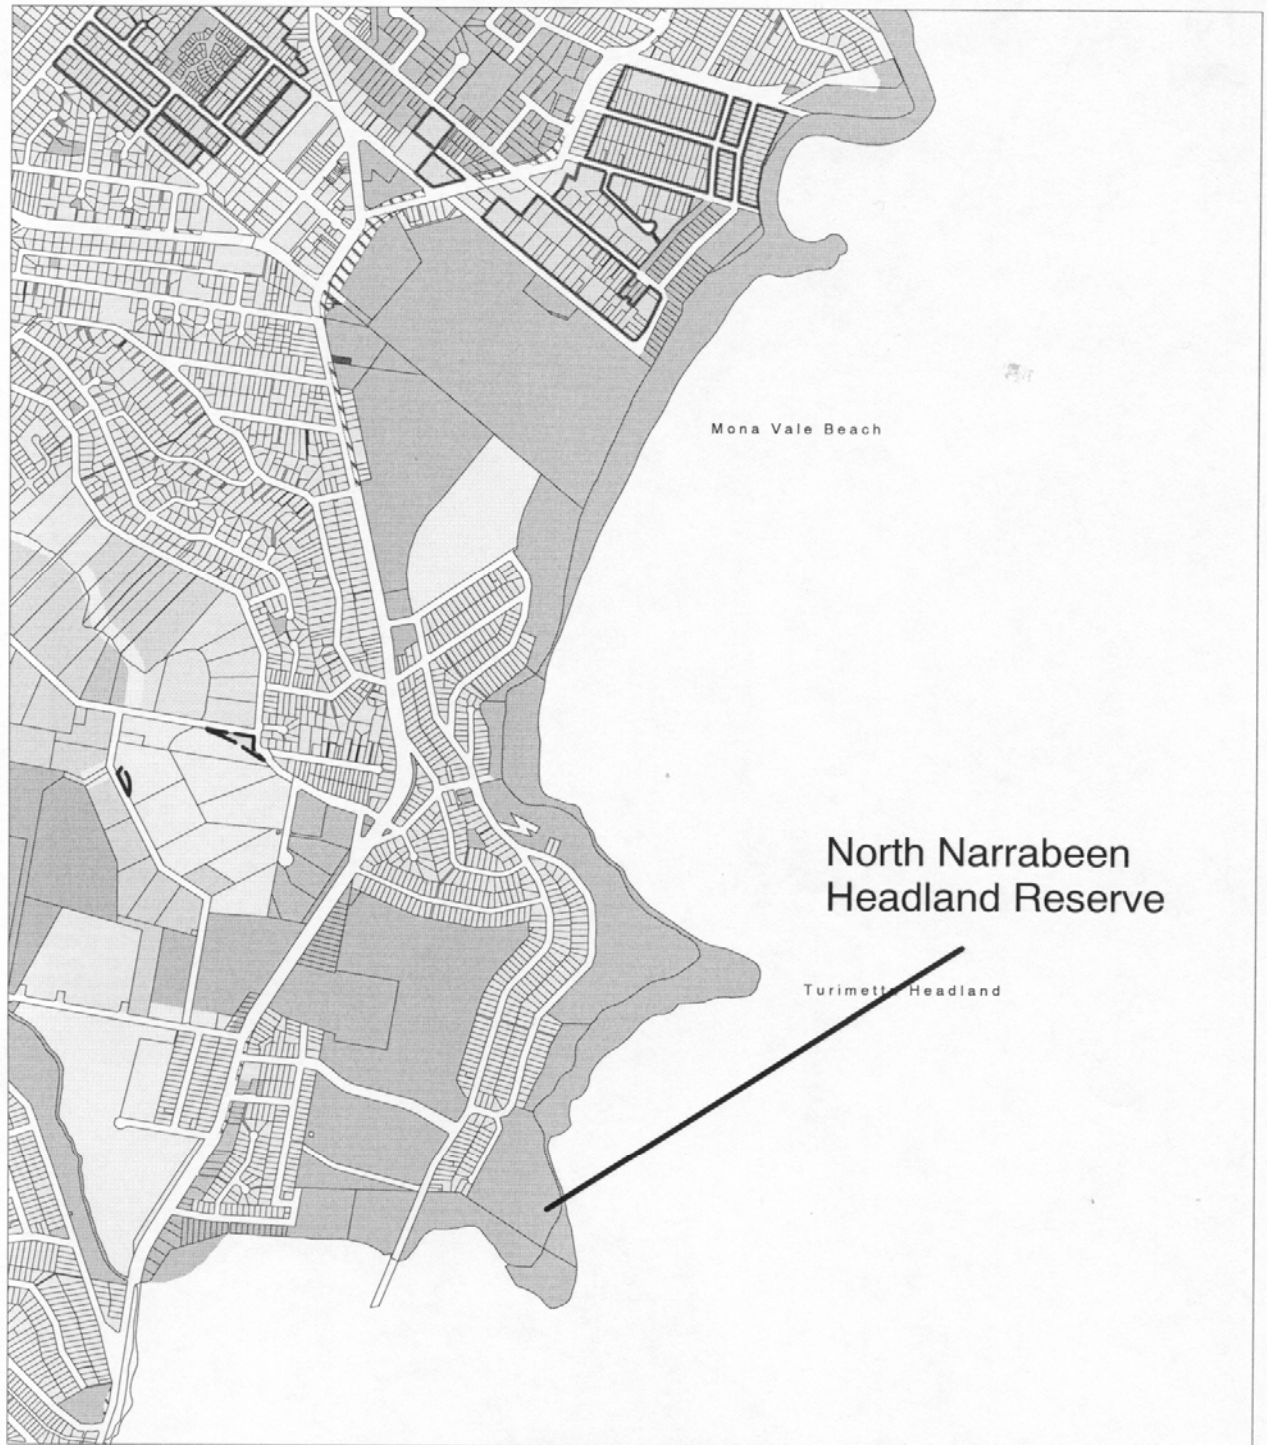 Mona Vale Beach
North Narrabeen
Headland Reserve
Turimetta Headland